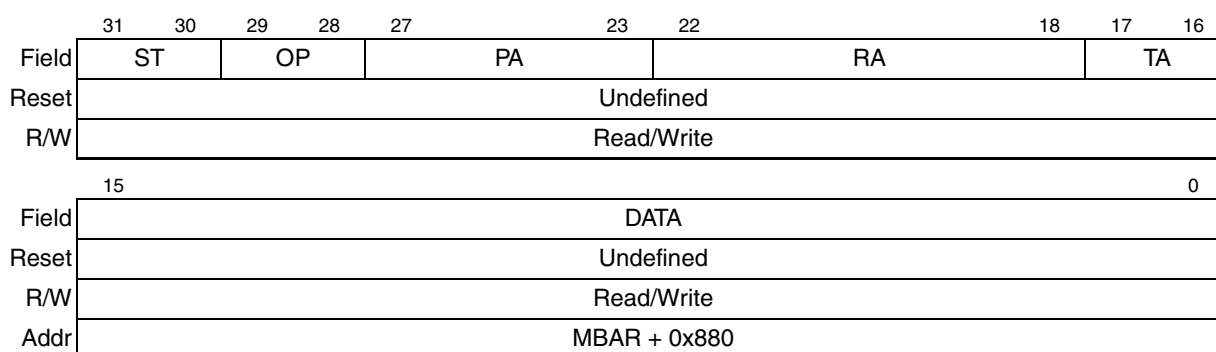 31 30 29 28 27 23 22 18 17 16
Field ST OP PA RA TA
Reset Undefined
R/W Read/Write
15 0
Field DATA
Reset Undefined
R/W Read/Write
Addr MBAR + 0x880